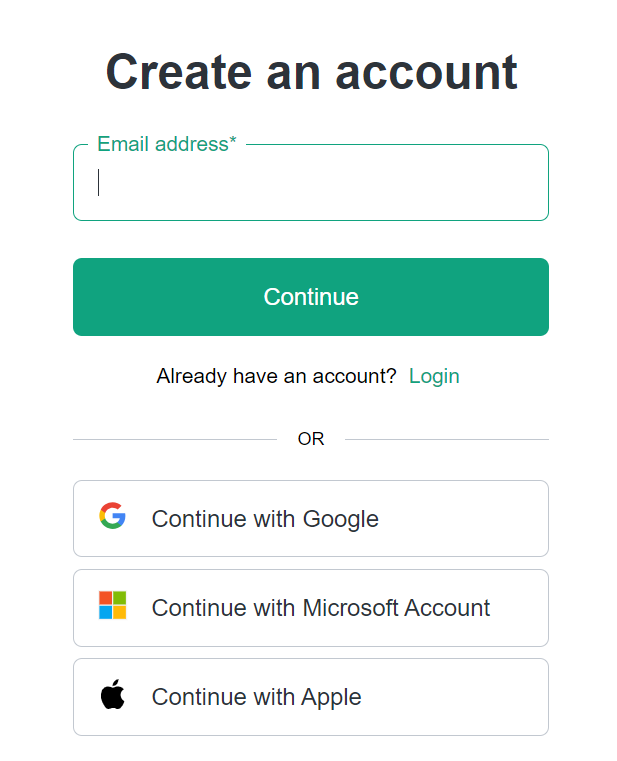 Create an account
Email address*
Continue
Already have an account? Login
OR
Continue with Google
Continue with Microsoft Account
Continue with Apple